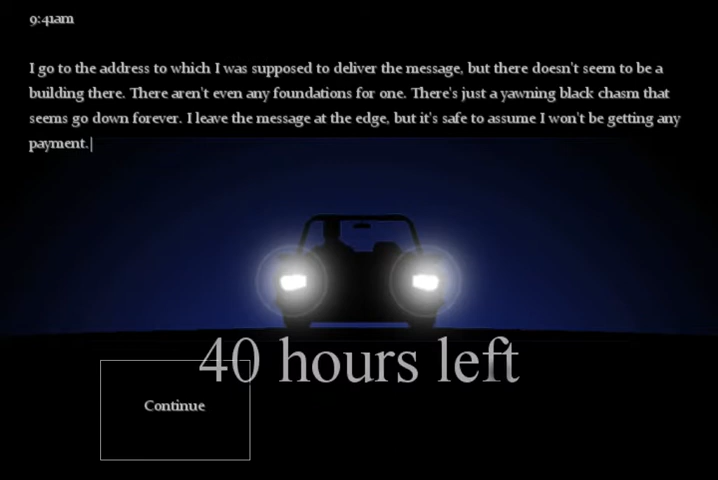 9:41am
I go to the address to which I was supposed to deliver the message, but there doesn't seem to be a
building there. There aren't even any foundations for one. There's just a yawning black chasm that
seems go down forever. I leave the message at the edge, but it's safe to assume I won't be getting any
payment.|
40 hours left
Continue